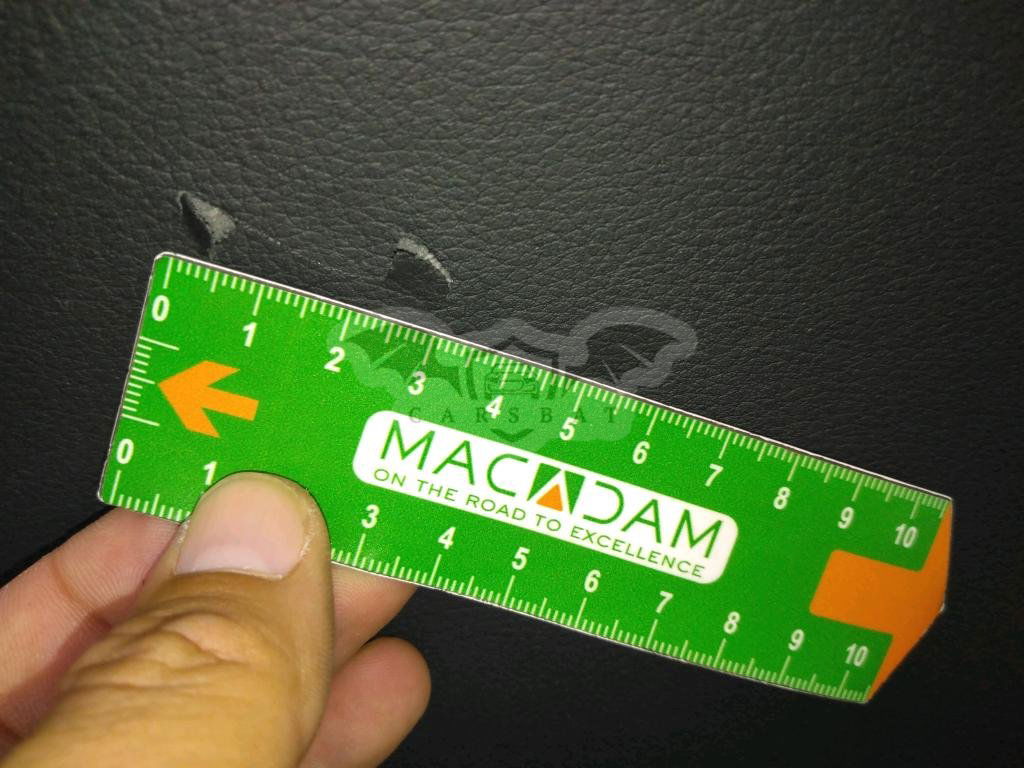 0 1 2 3 4 5 6 7 8 9 10
CARSBAT
MACADAM
ON THE ROAD TO EXCELLENCE
0 1 3 4 5 6 7 8 9 10